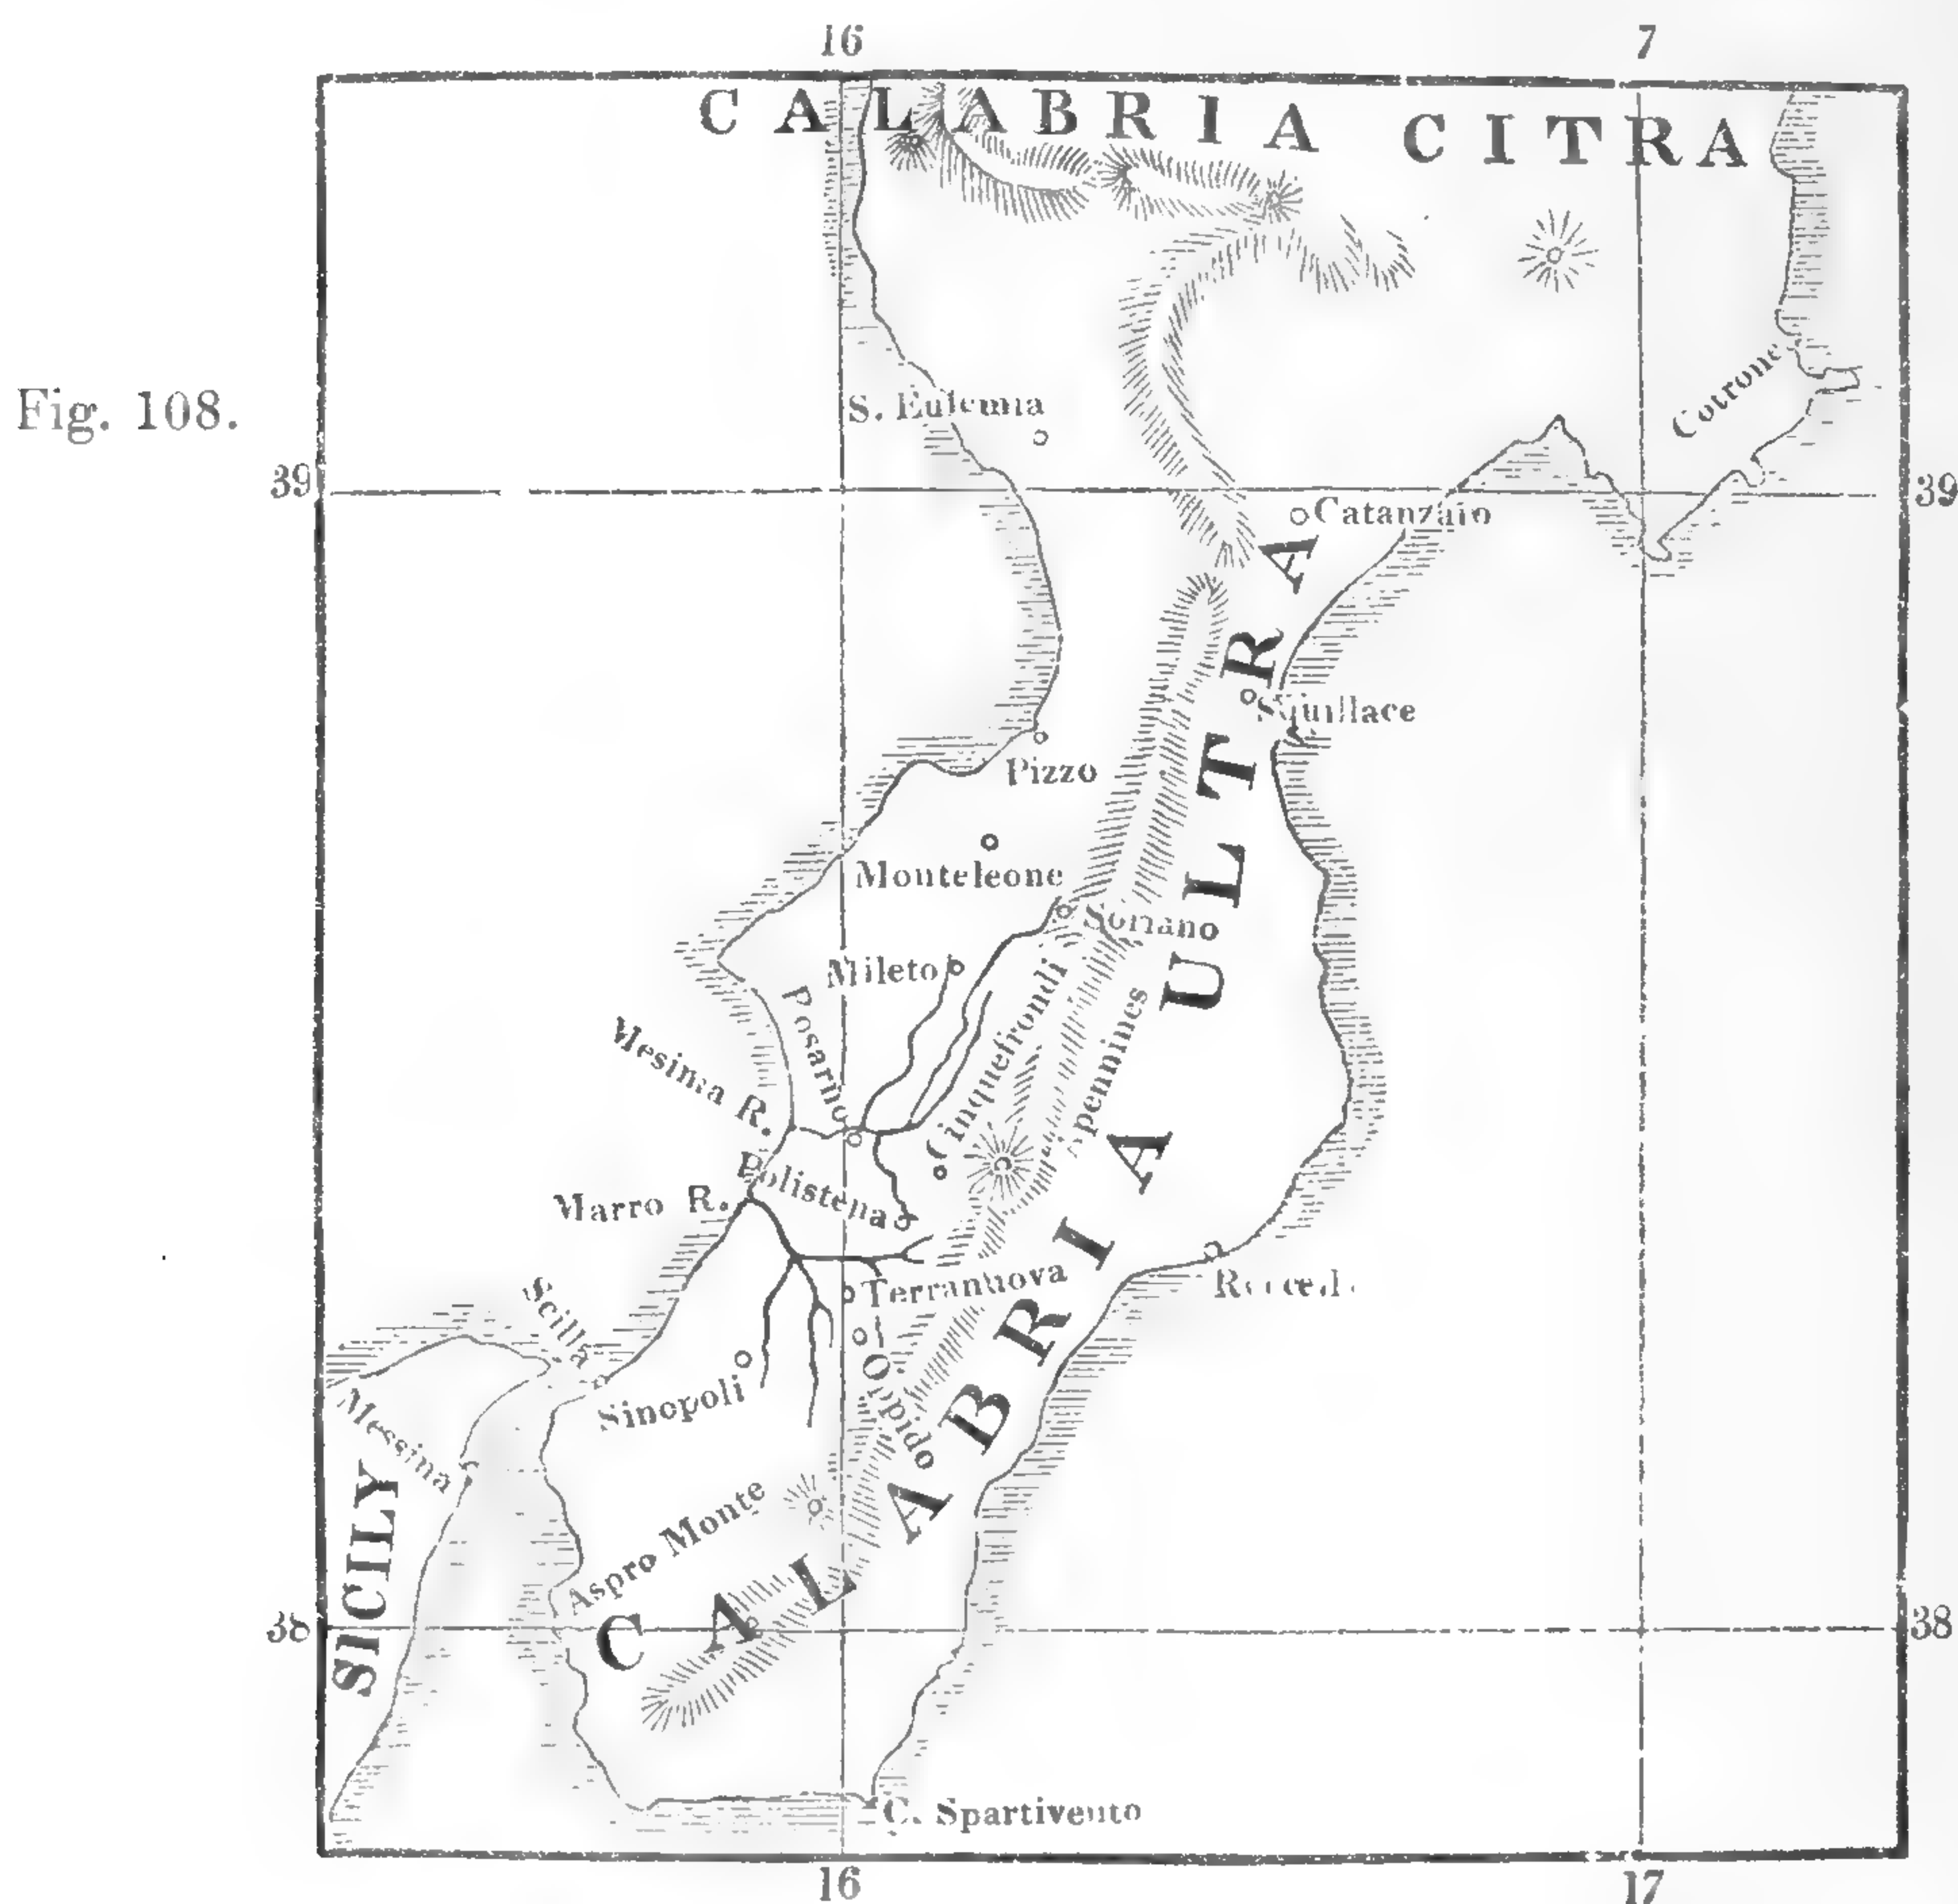 16 7
CALABRIA CITRA
Fig. 108.
Cotrone
S. Eufemia
39 39
Catanzaro
Squillace
Pizzo
Monteleone
Soriano
Mileto
Rosarno
Cinquefrondi
Apennines
Mesima R.
Polistena
Marro R.
Terranuova
Scilla
Oppido
Sinopoli
Messina
SICILY
Aspro Monte
CALABRIA ULTRA
38 38
C. Spartivento
16 17